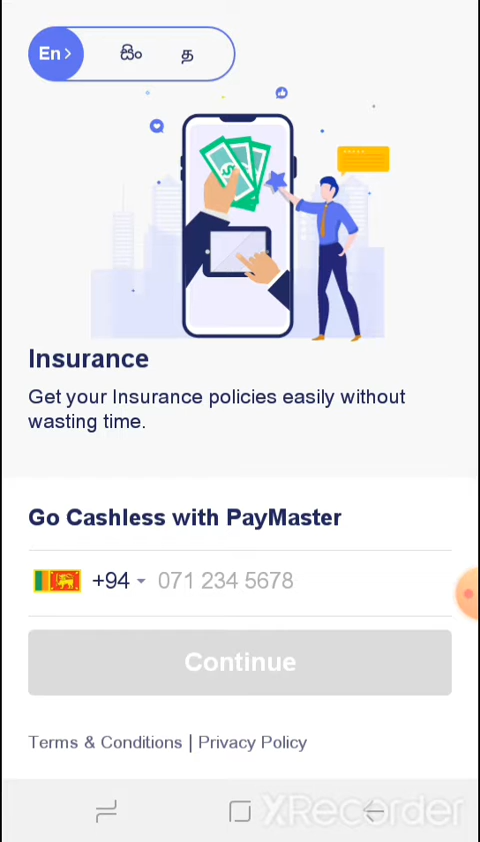 En> සිං த
Insurance
Get your Insurance policies easily without
wasting time.
Go Cashless with PayMaster
+94 071 234 5678
Continue
Terms & Conditions | Privacy Policy
XRecorder